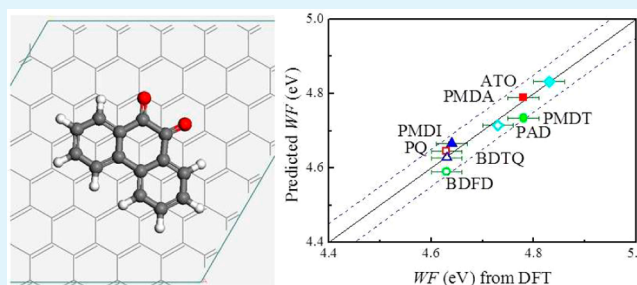 5.0
4.8
4.6
4.4
Predicted WF (eV)
ATO
PMDA
PMDT
PMDI
PAD
PQ
BDTQ
BDFD
4.4 4.6 4.8 5.
WF (eV) from DFT